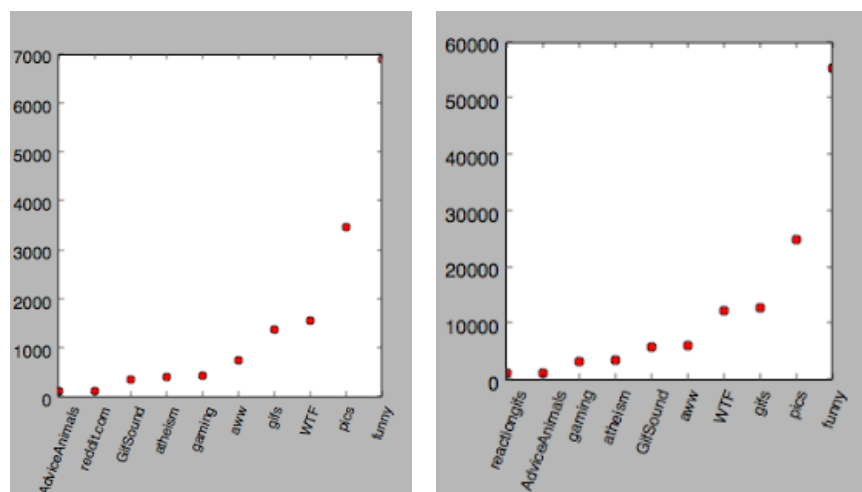 7000
6000
5000
4000
3000
2000
1000
0
AdviceAnimals
reddit.com
GifSound
atheism
gaming
aww
gifs
WTF
pics
funny
60000
50000
40000
30000
20000
10000
0
reactiongifs
AdviceAnimals
gaming
atheism
GifSound
aww
WTF
gifs
pics
funny